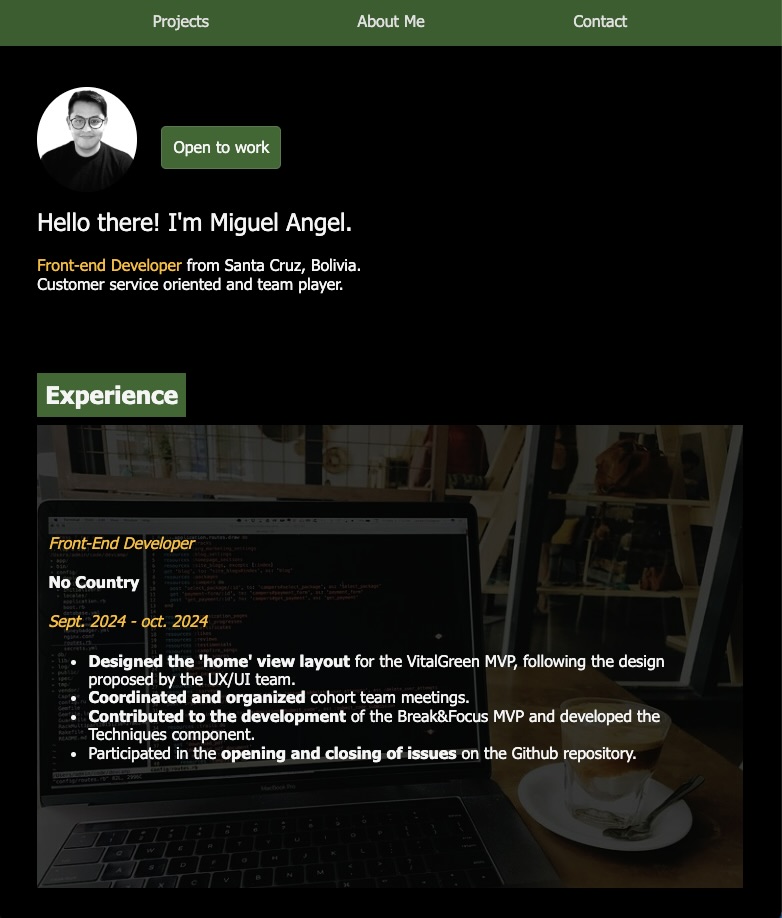 Projects About Me Contact
Open to work
Hello there! I'm Miguel Angel.
Front-end Developer from Santa Cruz, Bolivia.
Customer service oriented and team player.
Experience
Front-End Developer
No Country
Sept. 2024 - oct. 2024
• Designed the 'home' view layout for the VitalGreen MVP, following the design
proposed by the UX/UI team.
• Coordinated and organized cohort team meetings.
• Contributed to the development of the Break&Focus MVP and developed the
Techniques component.
• Participated in the opening and closing of issues on the Github repository.
MacBook Pro